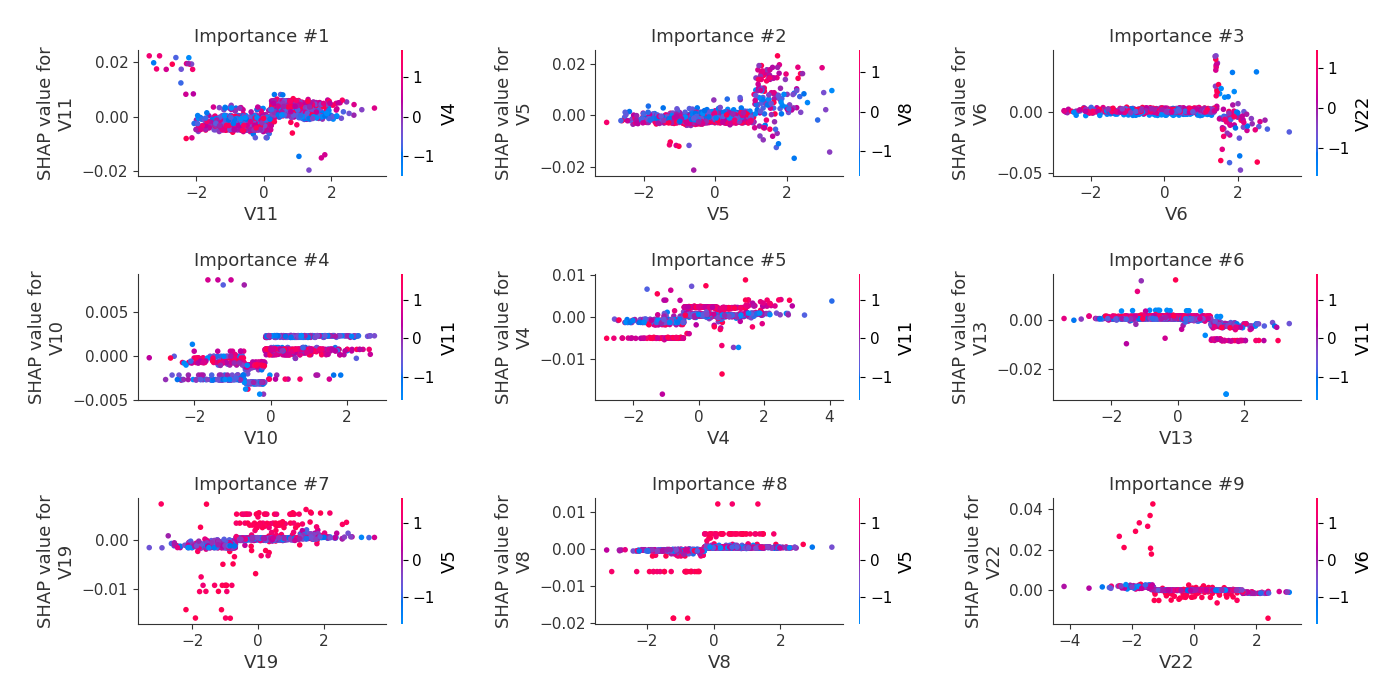 Importance #1
SHAP value for
V11
0.02
0.00
−0.02
−2
0
2
V11
1
0
−1
V4
Importance #2
SHAP value for
V5
0.02
0.00
−0.02
−2
0
2
V5
1
0
−1
V8
Importance #3
SHAP value for
V6
0.00
−0.05
−2
0
2
V6
1
0
−1
V22
Importance #4
SHAP value for
V10
0.005
0.000
−0.005
−2
0
2
V10
1
0
−1
V11
Importance #5
SHAP value for
V4
0.01
0.00
−0.01
−2
0
2
4
V4
1
0
−1
V11
Importance #6
SHAP value for
V13
0.00
−0.02
−2
0
2
V13
1
0
−1
V11
Importance #7
SHAP value for
V19
0.00
−0.01
−2
0
2
V19
1
0
−1
V5
Importance #8
SHAP value for
V8
0.01
0.00
−0.01
−0.02
−2
0
2
V8
1
0
−1
V5
Importance #9
SHAP value for
V22
0.04
0.02
0.00
−4
−2
0
2
V22
1
0
−1
V6